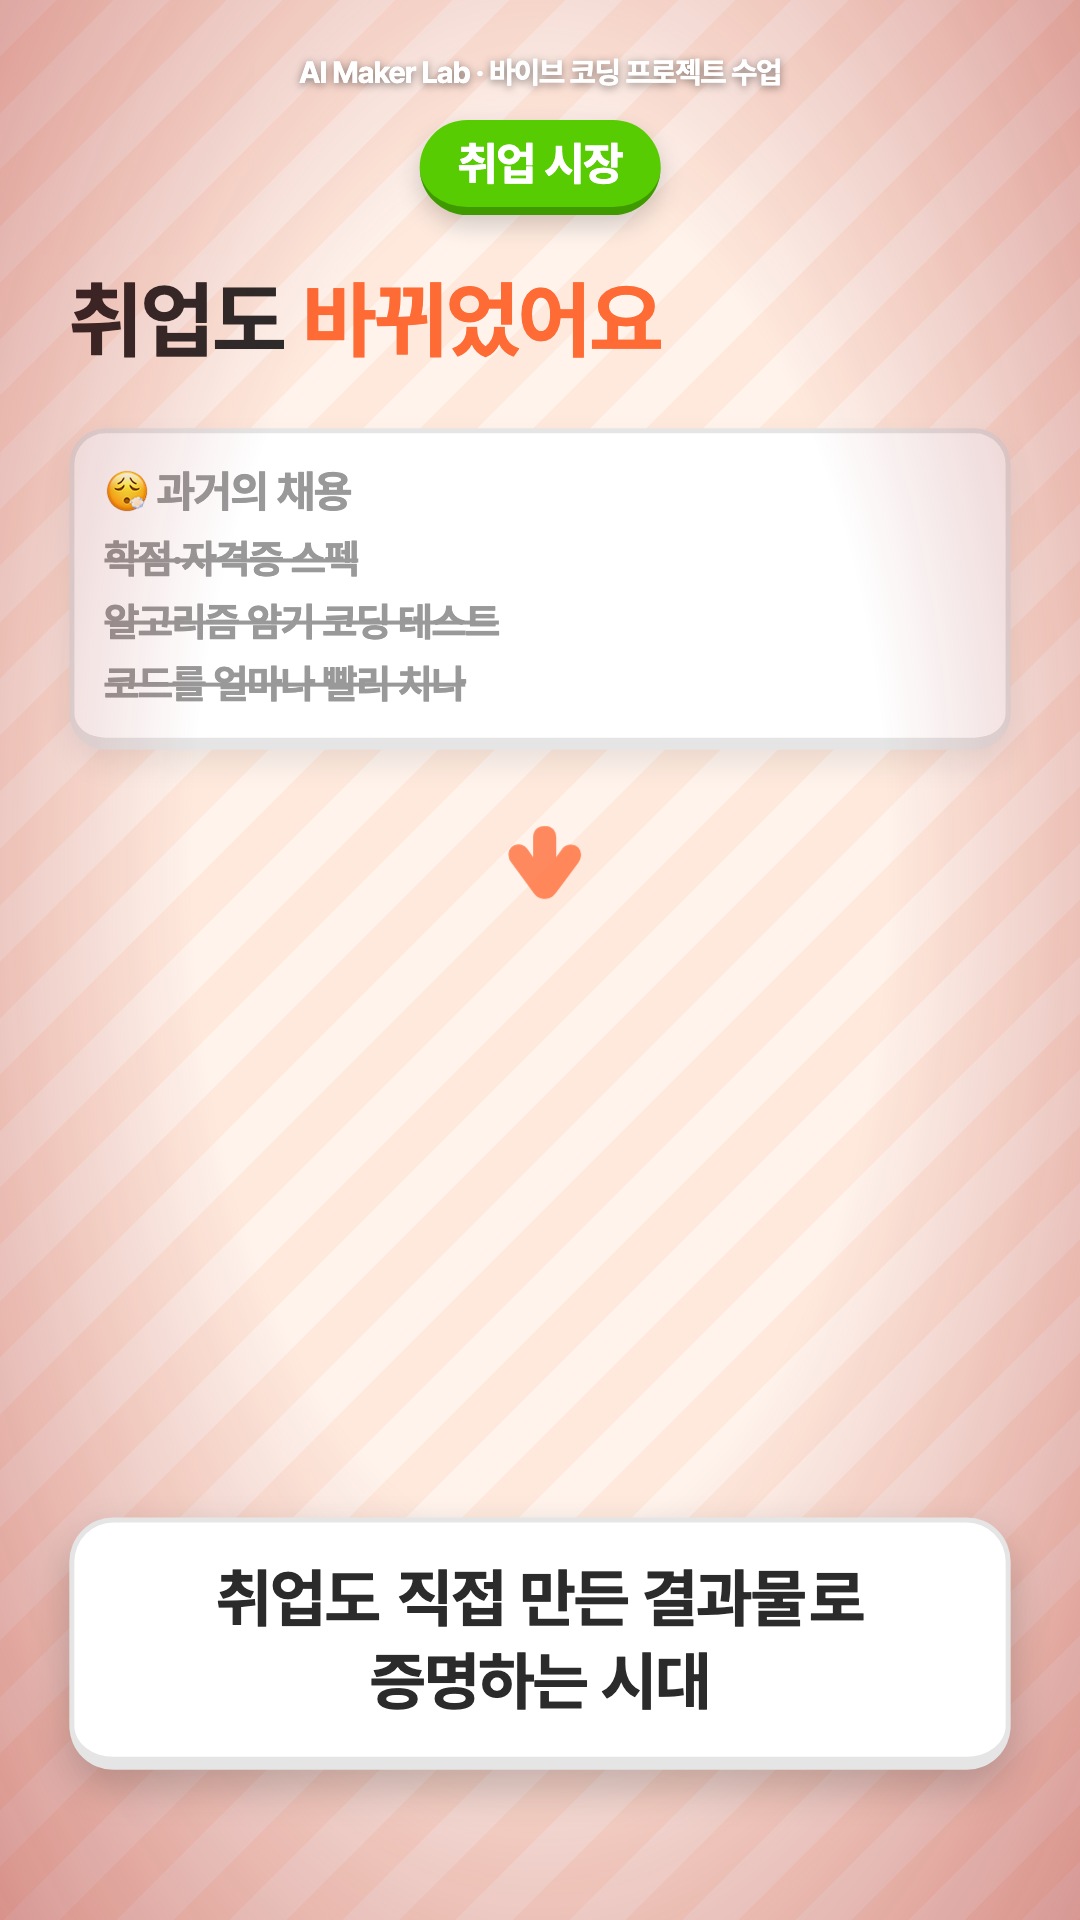 AI Maker Lab · 바이브 코딩 프로젝트 수업
취업 시장
취업도 바뀌었어요
과거의 채용
학점·자격증 스펙
알고리즘 암기 코딩 테스트
코드를 얼마나 빨리 치나
취업도 직접 만든 결과물로
증명하는 시대